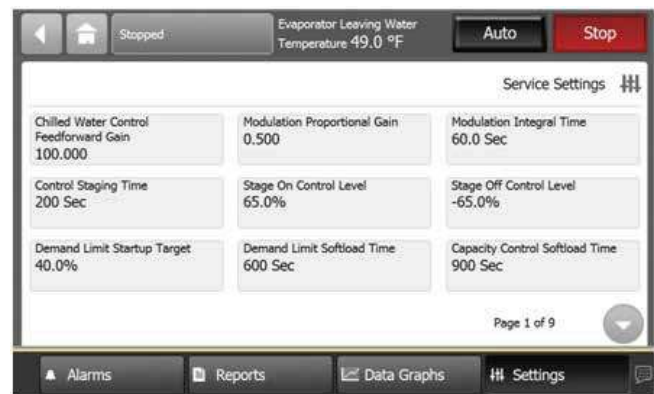 Stopped
Evaporator Leaving Water
Temperature 49.0 °F
Auto
Stop
Service Settings
Chilled Water Control
Feedforward Gain
100.000
Modulation Proportional Gain
0.500
Modulation Integral Time
60.0 Sec
Control Staging Time
200 Sec
Stage On Control Level
65.0%
Stage Off Control Level
-65.0%
Demand Limit Startup Target
40.0%
Demand Limit Softload Time
600 Sec
Capacity Control Softload Time
900 Sec
Page 1 of 9
Alarms
Reports
Data Graphs
Settings